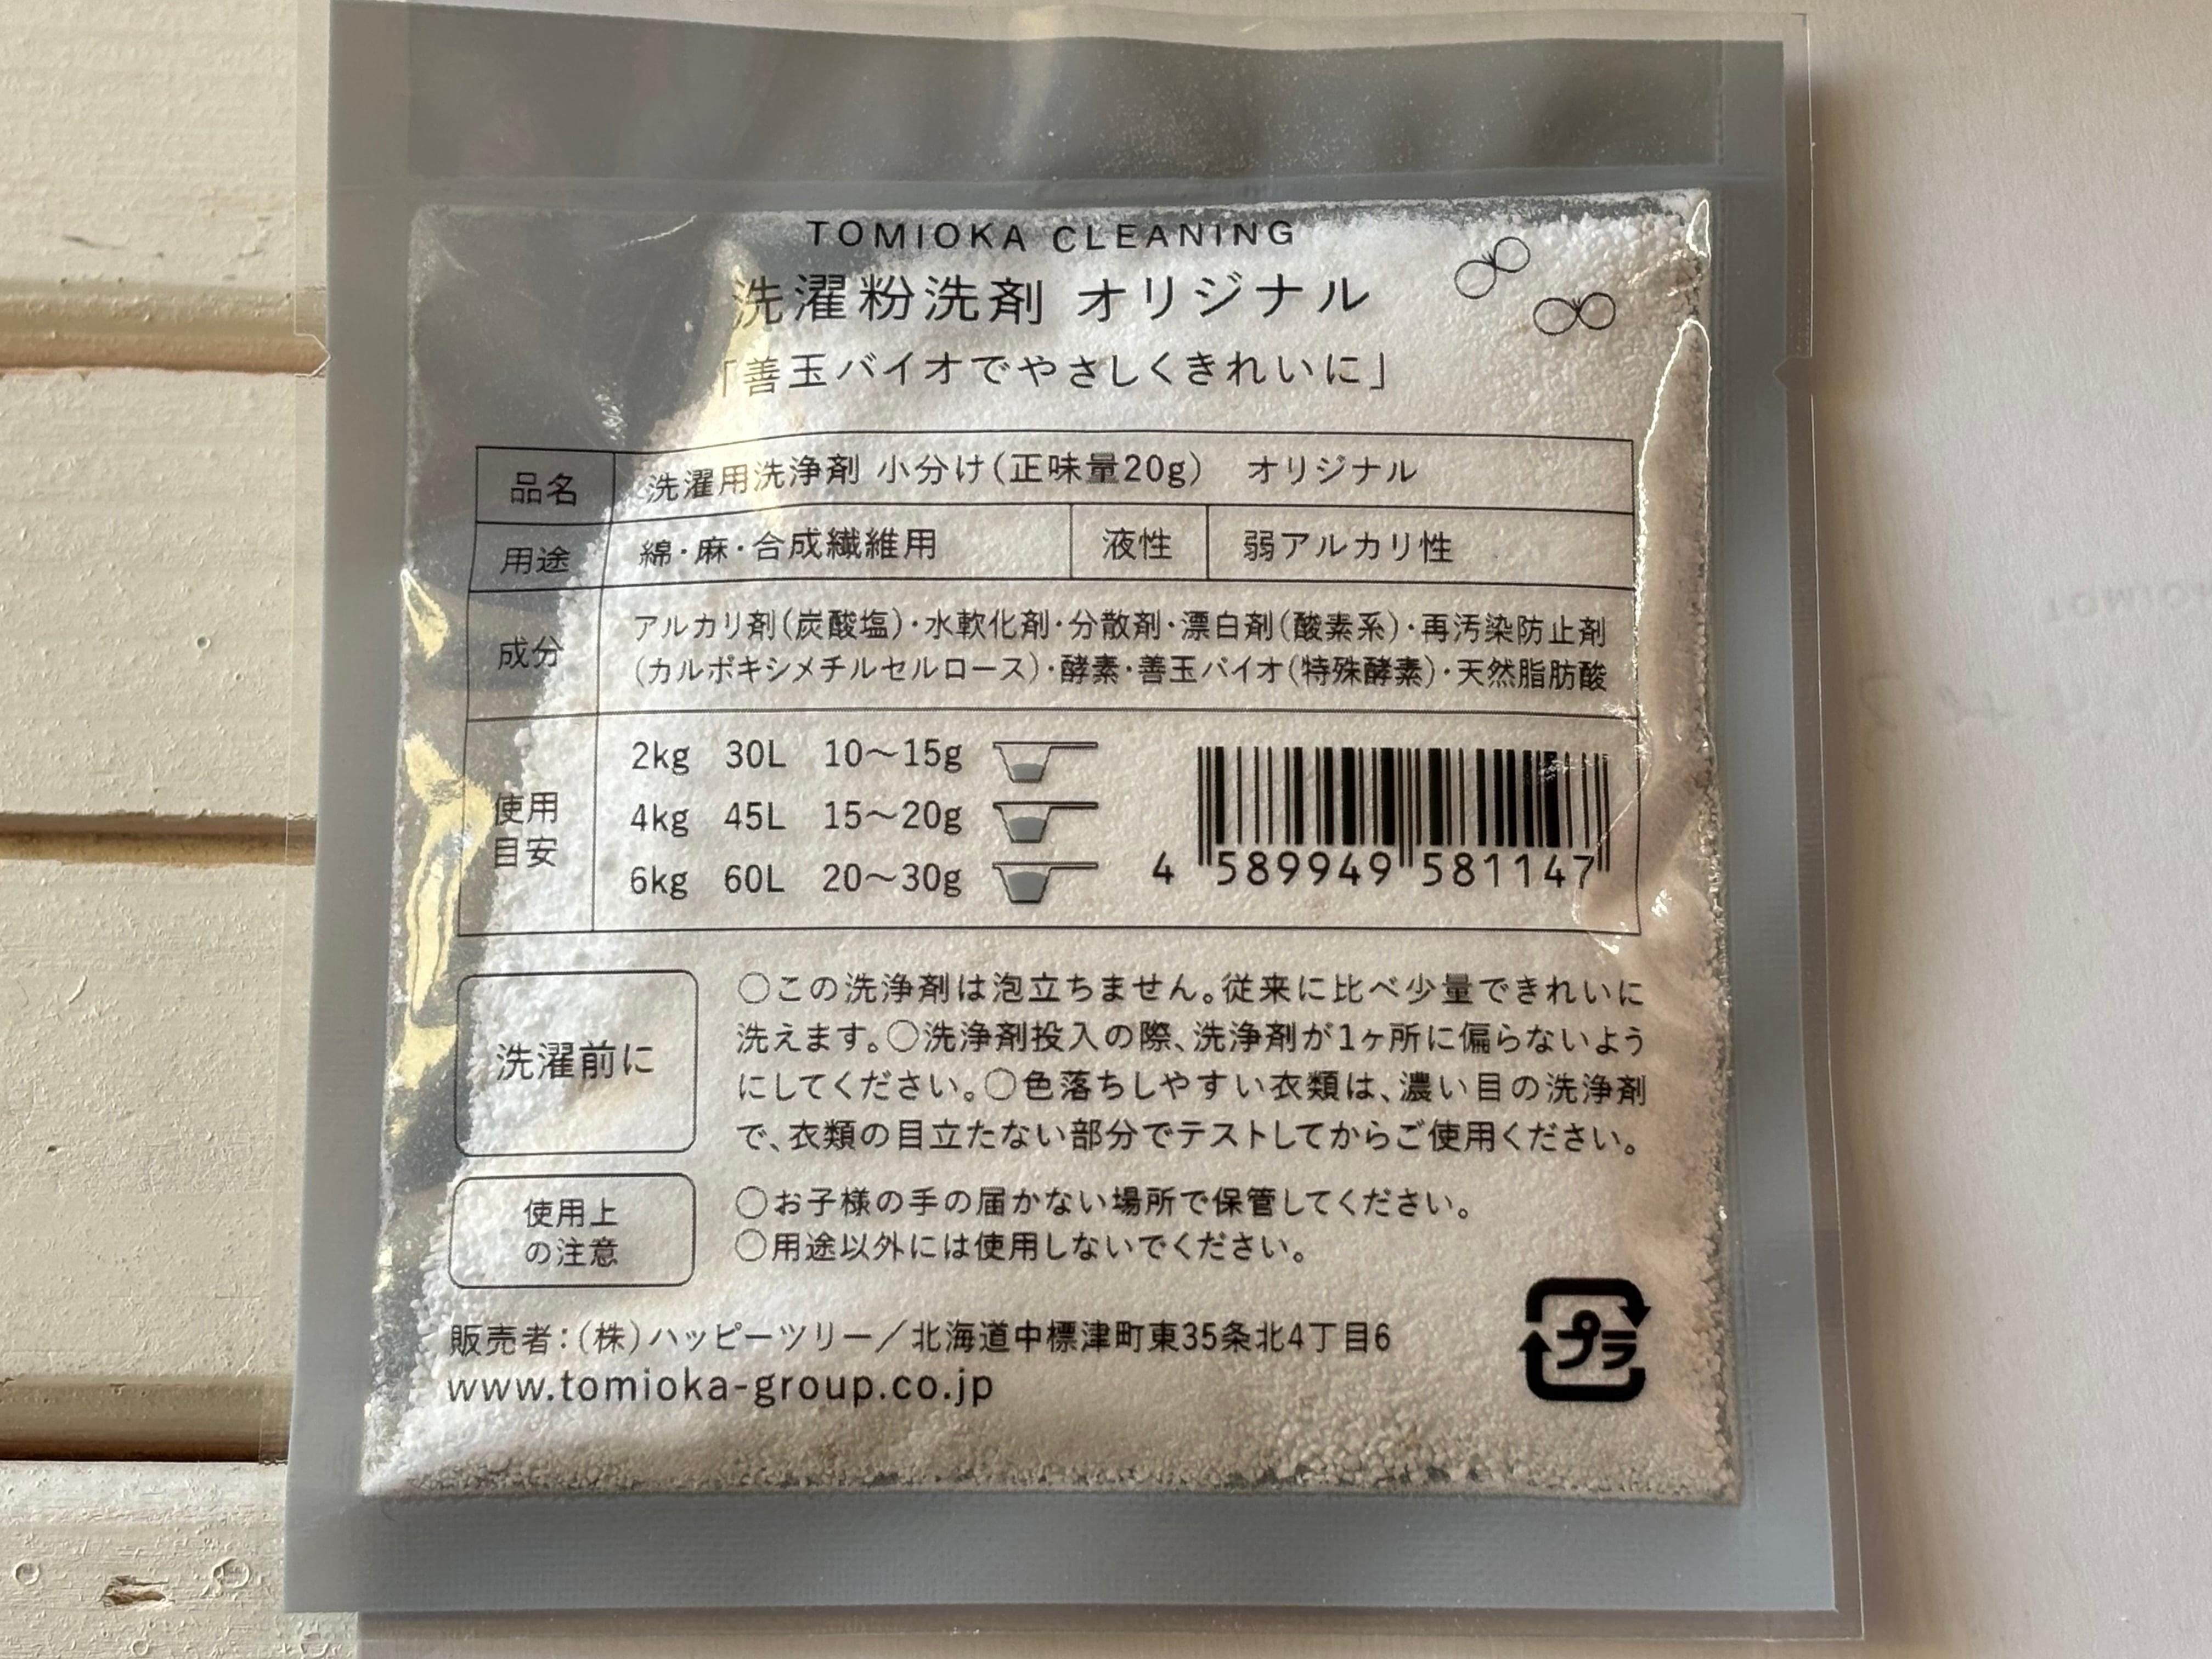 TOMIOKA CLEANING
洗濯粉洗剤 オリジナル
「善玉バイオでやさしくきれいに」
品名 洗濯用洗浄剤 小分け(正味量20g) オリジナル
用途 綿・麻・合成繊維用 液性 弱アルカリ性
成分
アルカリ剤(炭酸塩)・水軟化剤・分散剤・漂白剤(酸素系)・再汚染防止剤
(カルポキシメチルセルロース)・酵素・善玉バイオ(特殊酵素)・天然脂肪酸
使用
目安
2kg 30L 10〜15g
4kg 45L 15〜20g
6kg 60L 20〜30g
4 589949 581147
洗濯前に
○この洗浄剤は泡立ちません。従来に比べ少量できれいに
洗えます。○洗浄剤投入の際、洗浄剤が1ヶ所に偏らないよう
にしてください。○色落ちしやすい衣類は、濃い目の洗浄剤
で、衣類の目立たない部分でテストしてからご使用ください。
使用上
の注意
○お子様の手の届かない場所で保管してください。
○用途以外には使用しないでください。
販売者:(株)ハッピーツリー/北海道中標津町東35条北4丁目6
www.tomioka-group.co.jp
プラ